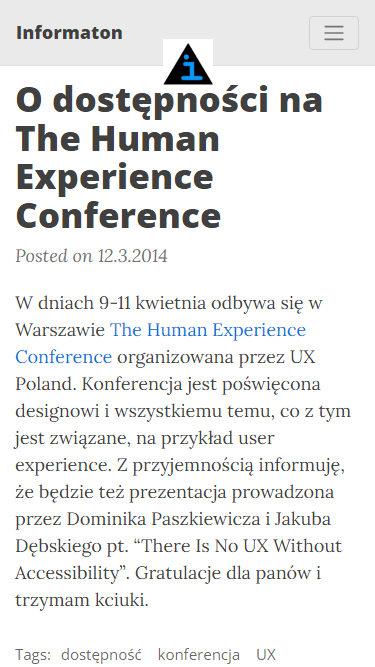 Informaton
O dostępności na
The Human
Experience
Conference
Posted on 12.3.2014
W dniach 9-11 kwietnia odbywa się w
Warszawie The Human Experience
Conference organizowana przez UX
Poland. Konferencja jest poświęcona
designowi i wszystkiemu temu, co z tym
jest związane, na przykład user
experience. Z przyjemnością informuję,
że będzie też prezentacja prowadzona
przez Dominika Paszkiewicza i Jakuba
Dębskiego pt. “There Is No UX Without
Accessibility”. Gratulacje dla panów i
trzymam kciuki.
Tags: dostępność konferencja UX